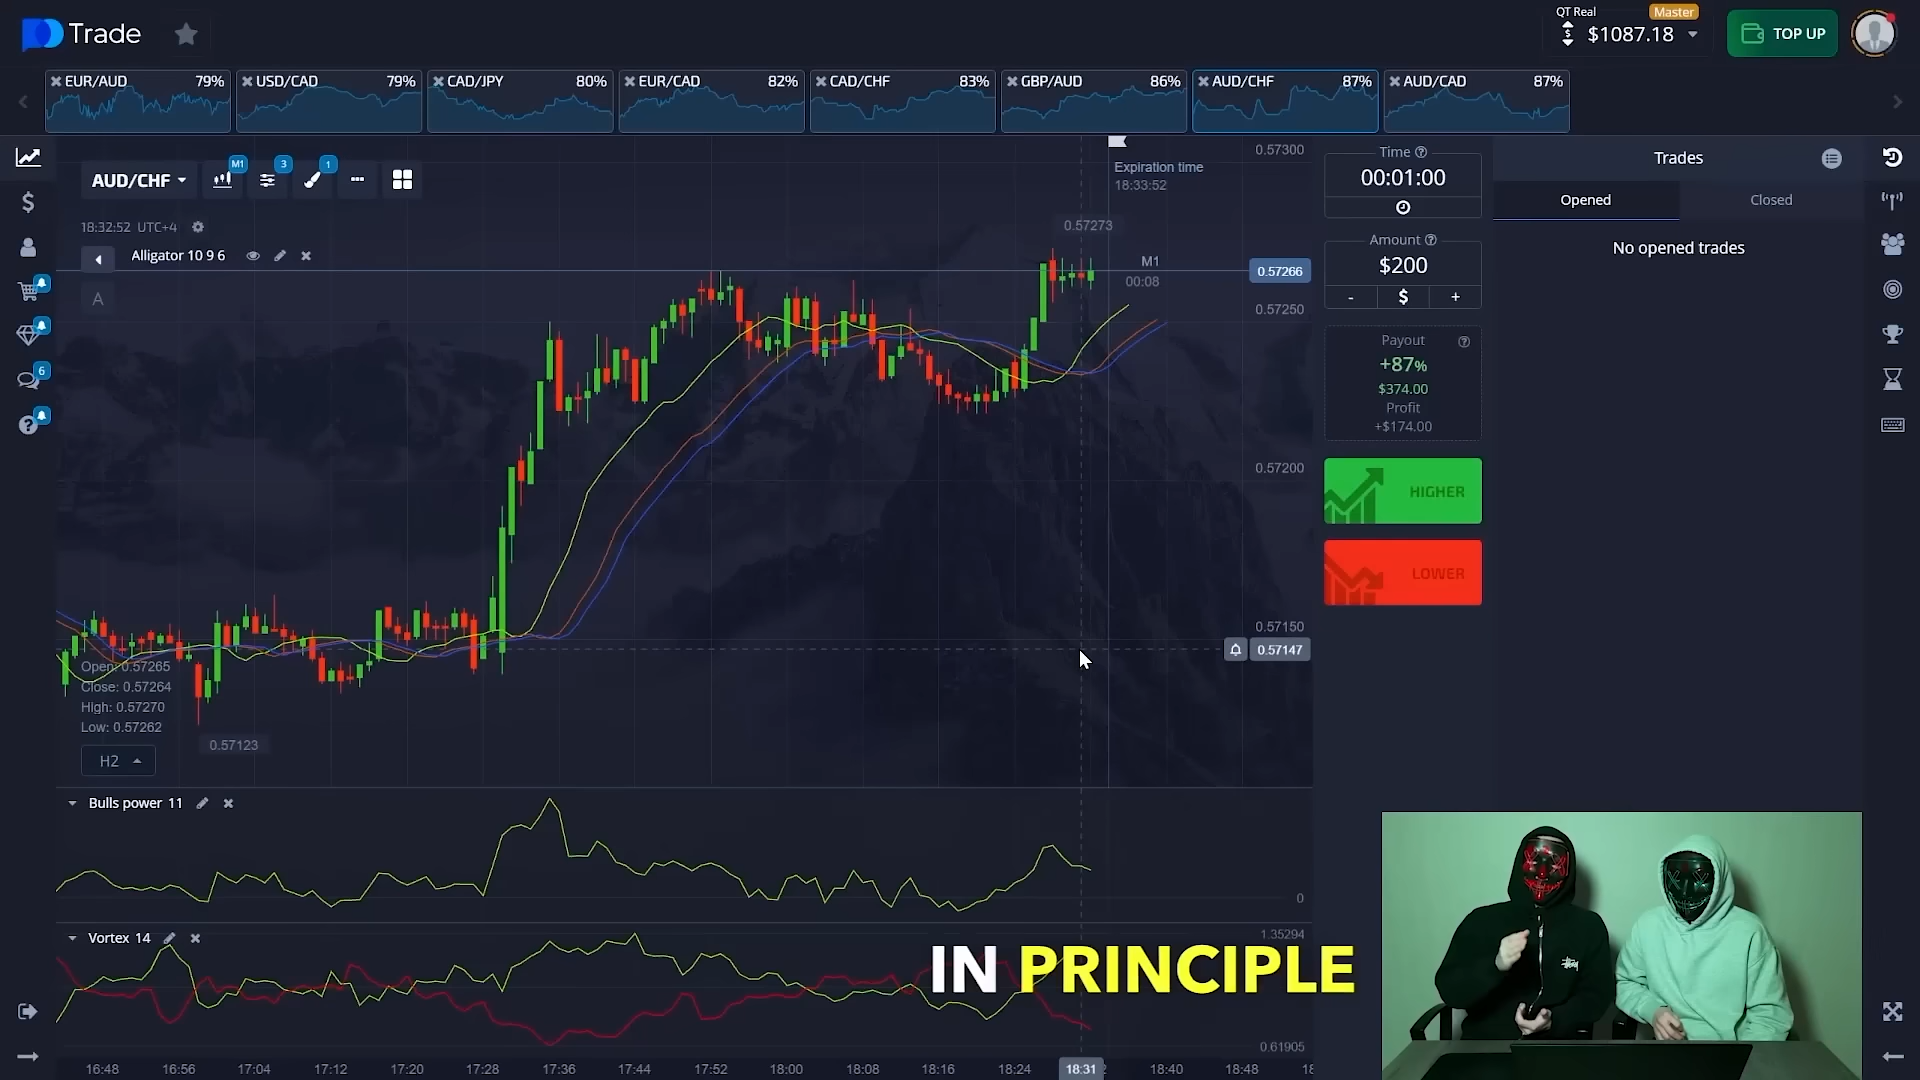 Trade
QT Real
Master
$1087.18
TOP UP
EUR/AUD 79%
USD/CAD 79%
CAD/JPY 80%
EUR/CAD 82%
CAD/CHF 83%
GBP/AUD 86%
AUD/CHF 87%
AUD/CAD 87%
AUD/CHF
M1
3
1
18:32:52 UTC+4
Alligator 10 9 6
A
Expiration time
18:33:52
0.57273
M1
00:08
0.57300
0.57266
0.57250
0.57200
0.57150
0.57147
Open: 0.57265
Close: 0.57264
High: 0.57270
Low: 0.57262
0.57123
H2
6
Time
00:01:00
Amount
$200
- $ +
Payout
+87%
$374.00
Profit
+$174.00
HIGHER
LOWER
Trades
Opened
Closed
No opened trades
Bulls power 11
0
Vortex 14
1.35294
0.61905
IN PRINCIPLE
16:48 16:56 17:04 17:12 17:20 17:28 17:36 17:44 17:52 18:00 18:08 18:16 18:24 18:31 18:40 18:48